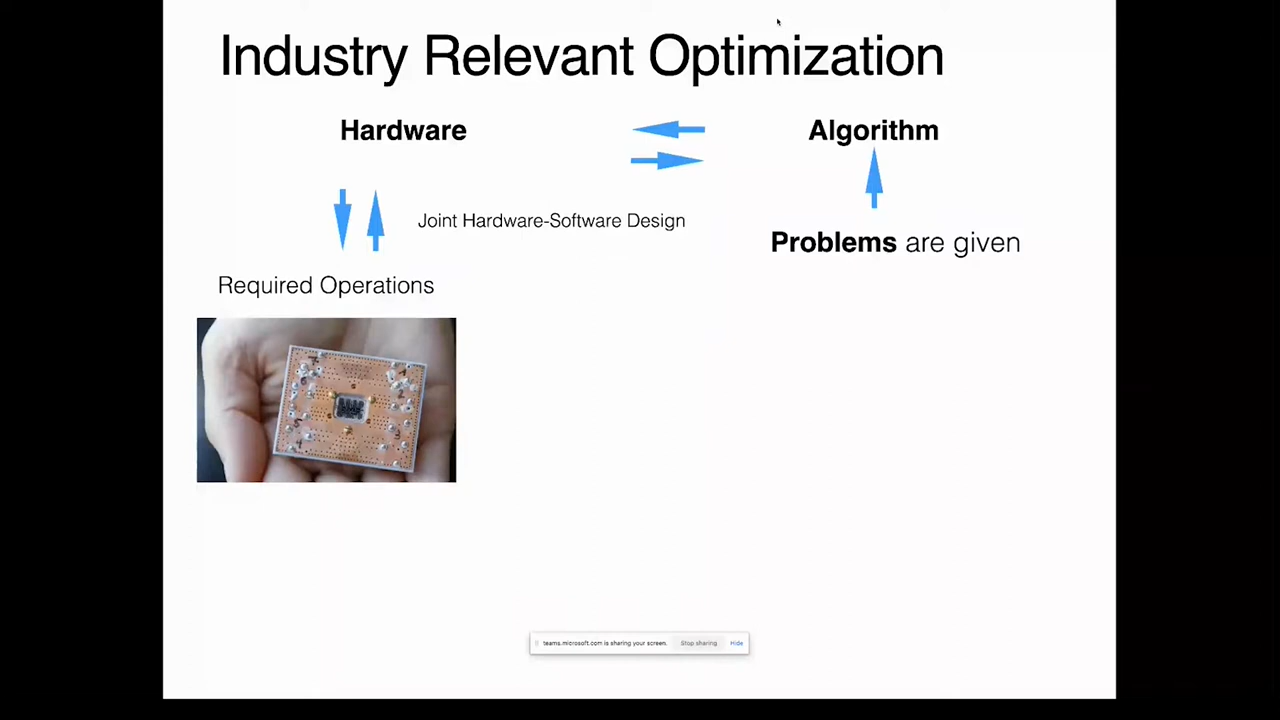 Industry Relevant Optimization
Hardware
Algorithm
Joint Hardware-Software Design
Problems are given
Required Operations
teams.microsoft.com is sharing your screen.
Stop sharing
Hide